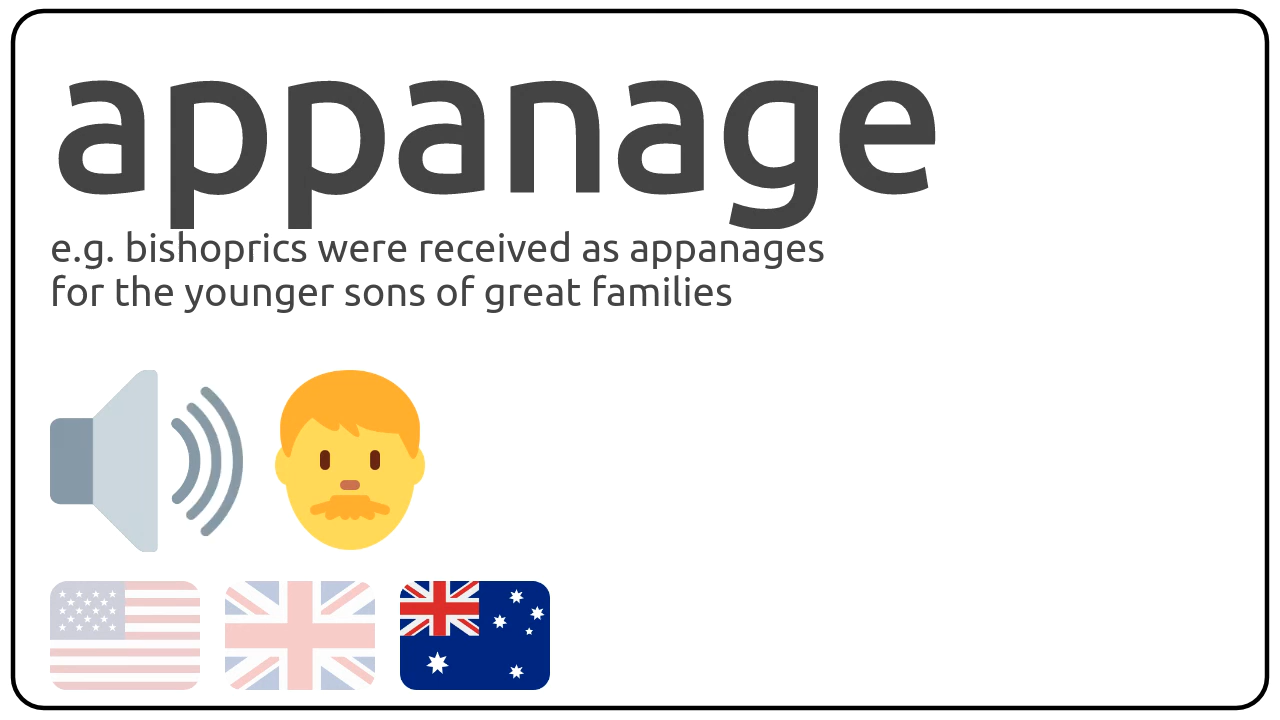 appanage
e.g. bishoprics were received as appanages
for the younger sons of great families